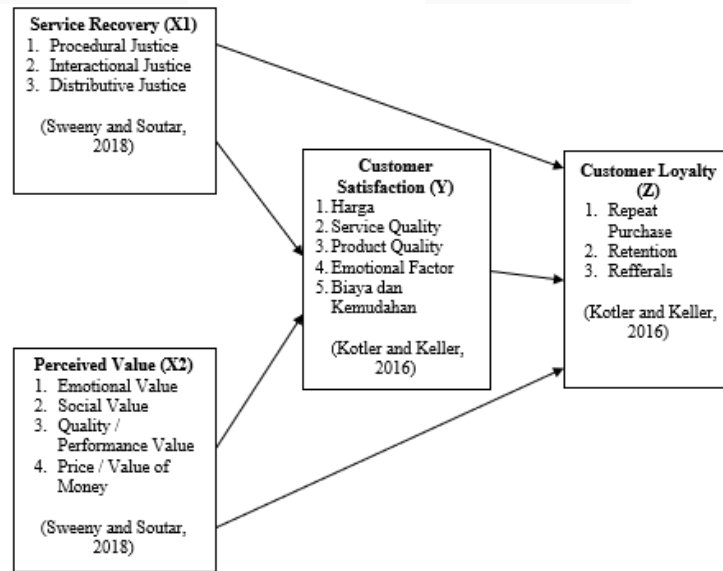 Service Recovery (X1)
1. Procedural Justice
2. Interactional Justice
3. Distributive Justice
(Sweeny and Soutar,
2018)
Customer
Satisfaction (Y)
1. Harga
2. Service Quality
3. Product Quality
4. Emotional Factor
5. Biaya dan
Kemudahan
(Kotler and Keller,
2016)
Customer Loyalty
(Z)
1. Repeat
Purchase
2. Retention
3. Refferals
(Kotler and Keller,
2016)
Perceived Value (X2)
1. Emotional Value
2. Social Value
3. Quality /
Performance Value
4. Price / Value of
Money
(Sweeny and Soutar,
2018)